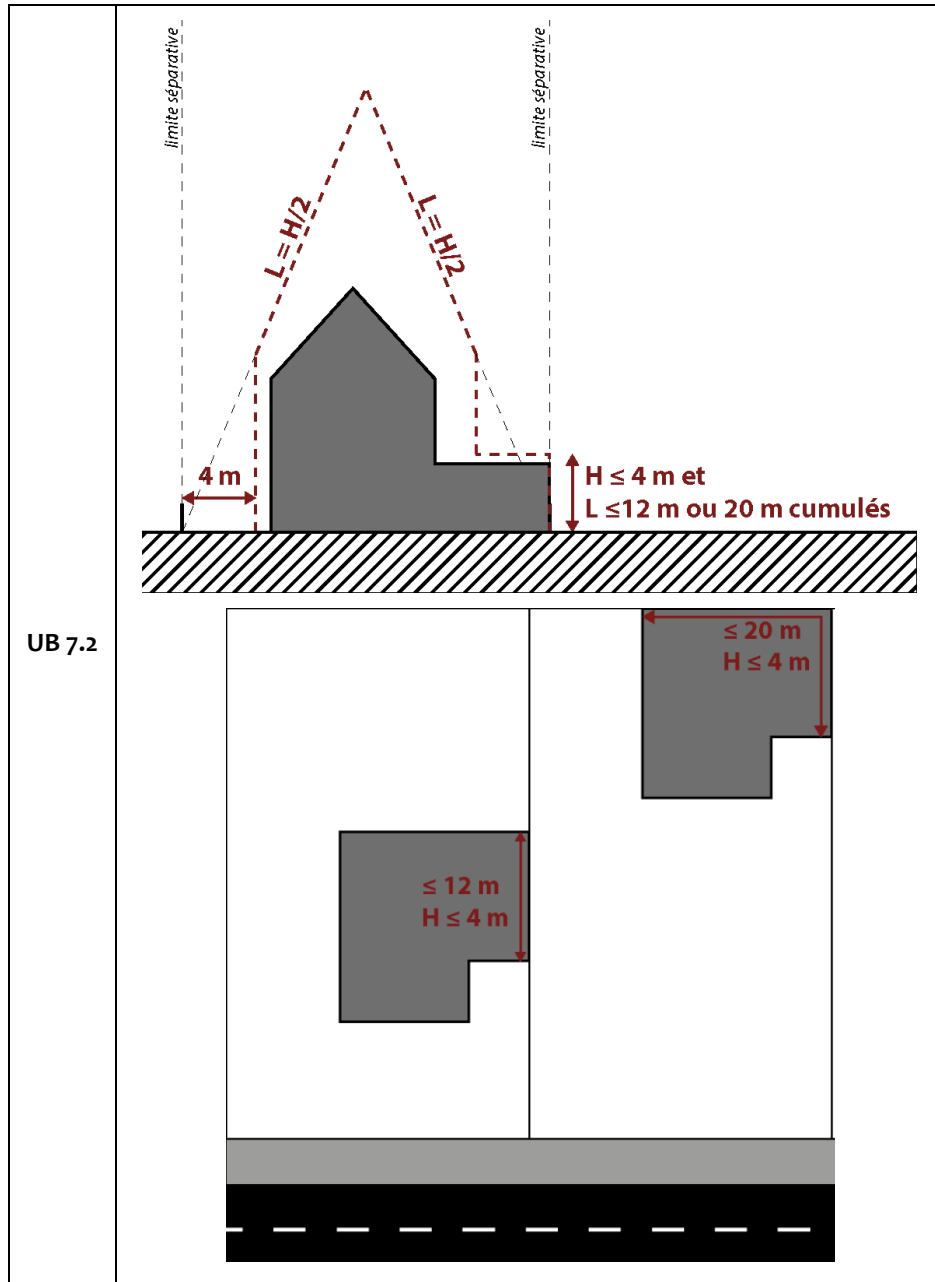 limite séparative
limite séparative
L = H/2
L = H/2
4 m
H ≤ 4 m et
L ≤12 m ou 20 m cumulés
UB 7.2
≤ 20 m
H ≤ 4 m
≤ 12 m
H ≤ 4 m